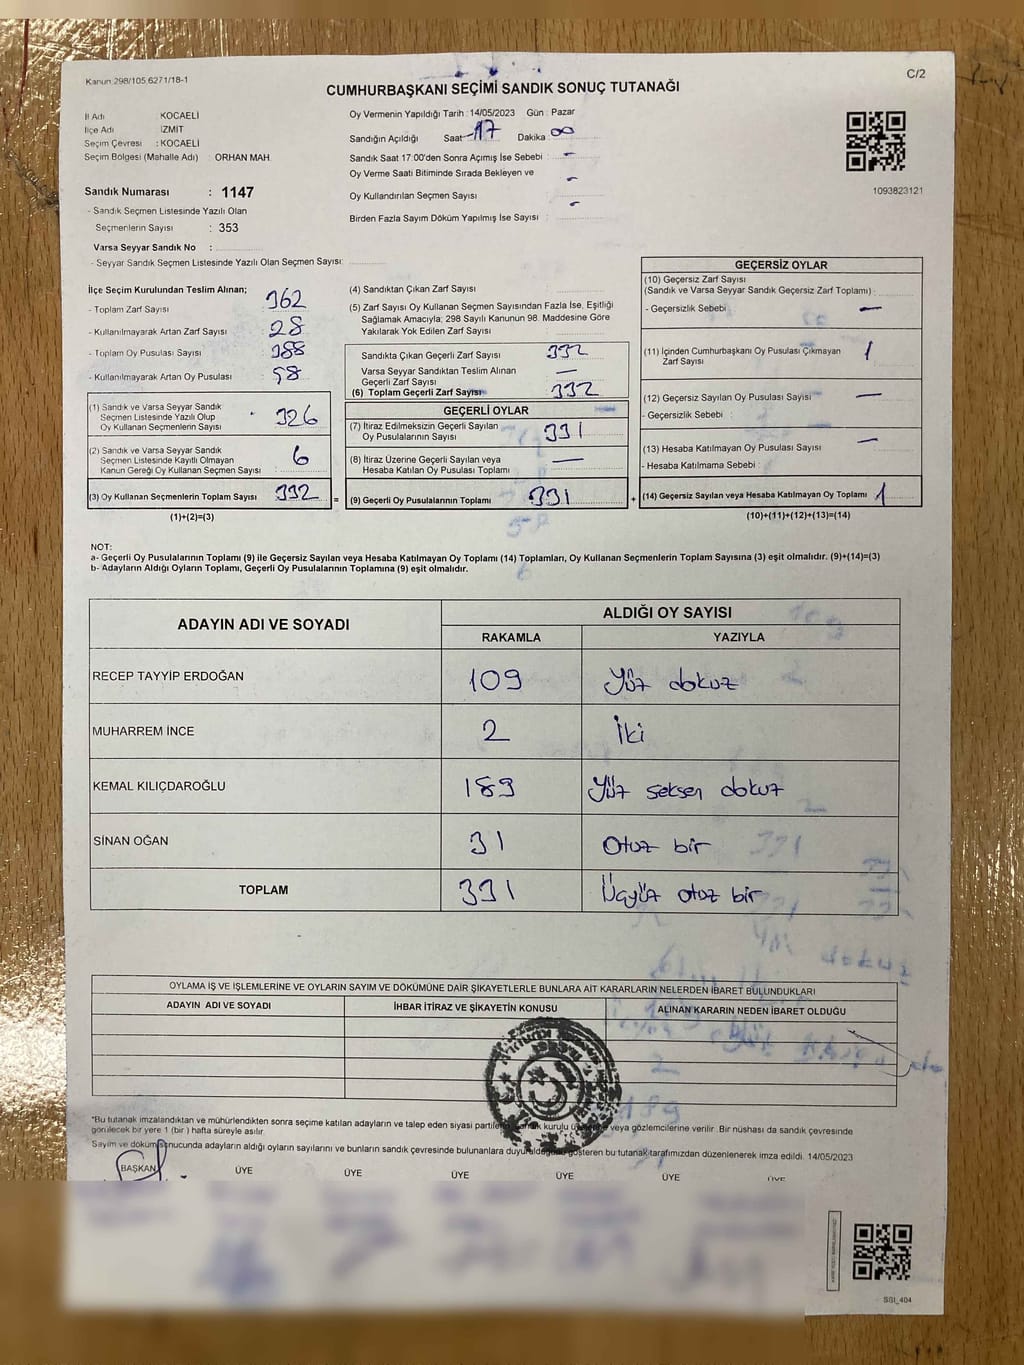 Kanun 298/105,6271/18-1
C/2
CUMHURBAŞKANI SEÇİMİ SANDIK SONUÇ TUTANAĞI
İl Adı : KOCAELİ
İlçe Adı : İZMİT
Seçim Çevresi : KOCAELİ
Seçim Bölgesi (Mahalle Adı) ORHAN MAH.
Sandık Numarası : 1147
- Sandık Seçmen Listesinde Yazılı Olan
Seçmenlerin Sayısı : 353
Varsa Seyyar Sandık No :
- Seyyar Sandık Seçmen Listesinde Yazılı Olan Seçmen Sayısı:
Oy Vermenin Yapıldığı Tarih : 14/05/2023 Gün : Pazar
Sandığın Açıldığı Saat 17 Dakika 00
Sandık Saat 17:00'den Sonra Açımış İse Sebebi : -
Oy Verme Saati Bitiminde Sırada Bekleyen ve
Oy Kullandırılan Seçmen Sayısı : -
Birden Fazla Sayım Döküm Yapılmış İse Sayısı : -
1093823121
İlçe Seçim Kurulundan Teslim Alınan;
- Toplam Zarf Sayısı : 362
- Kullanılmayarak Artan Zarf Sayısı : 28
- Toplam Oy Pusulası Sayısı : 388
- Kullanılmayarak Artan Oy Pusulası : 58
(1) Sandık ve Varsa Seyyar Sandık
Seçmen Listesinde Yazılı Olup
Oy Kullanan Seçmenlerin Sayısı : 326
(2) Sandık ve Varsa Seyyar Sandık
Seçmen Listesinde Kayıtlı Olmayan
Kanun Gereği Oy Kullanan Seçmen Sayısı : 6
(3) Oy Kullanan Seçmenlerin Toplam Sayısı : 332
(1)+(2)=(3)
(4) Sandıktan Çıkan Zarf Sayısı :
(5) Zarf Sayısı Oy Kullanan Seçmen Sayısından Fazla İse, Eşitliği
Sağlamak Amacıyla; 298 Sayılı Kanunun 98. Maddesine Göre
Yakılarak Yok Edilen Zarf Sayısı :
Sandıkta Çıkan Geçerli Zarf Sayısı : 332
Varsa Seyyar Sandıktan Teslim Alınan
Geçerli Zarf Sayısı : —
(6) Toplam Geçerli Zarf Sayısı : 332
GEÇERLİ OYLAR
(7) İtiraz Edilmeksizin Geçerli Sayılan
Oy Pusulalarının Sayısı : 331
(8) İtiraz Üzerine Geçerli Sayılan veya
Hesaba Katılan Oy Pusulası Toplamı : —
= (9) Geçerli Oy Pusulalarının Toplamı : 331
GEÇERSİZ OYLAR
(10) Geçersiz Zarf Sayısı
(Sandık ve Varsa Seyyar Sandık Geçersiz Zarf Toplamı) :
- Geçersizlik Sebebi : —
(11) İçinden Cumhurbaşkanı Oy Pusulası Çıkmayan
Zarf Sayısı : 1
(12) Geçersiz Sayılan Oy Pusulası Sayısı : —
- Geçersizlik Sebebi :
(13) Hesaba Katılmayan Oy Pusulası Sayısı : —
- Hesaba Katılmama Sebebi :
+ (14) Geçersiz Sayılan veya Hesaba Katılmayan Oy Toplamı : 1
(10)+(11)+(12)+(13)=(14)
NOT:
a- Geçerli Oy Pusulalarının Toplamı (9) ile Geçersiz Sayılan veya Hesaba Katılmayan Oy Toplamı (14) Toplamları, Oy Kullanan Seçmenlerin Toplam Sayısına (3) eşit olmalıdır. (9)+(14)=(3)
b- Adayların Aldığı Oyların Toplamı, Geçerli Oy Pusulalarının Toplamına (9) eşit olmalıdır.
ADAYIN ADI VE SOYADI ALDIĞI OY SAYISI
RAKAMLA YAZIYLA
RECEP TAYYİP ERDOĞAN 109 Yüz dokuz
MUHARREM İNCE 2 İki
KEMAL KILIÇDAROĞLU 189 Yüz seksen dokuz
SİNAN OĞAN 31 Otuz bir
TOPLAM 331 Üçyüz otuz bir
OYLAMA İŞ VE İŞLEMLERİNE VE OYLARIN SAYIM VE DÖKÜMÜNE DAİR ŞİKAYETLERLE BUNLARA AİT KARARLARIN NELERDEN İBARET BULUNDUKLARI
ADAYIN ADI VE SOYADI İHBAR İTİRAZ VE ŞİKAYETİN KONUSU ALINAN KARARIN NEDEN İBARET OLDUĞU
*Bu tutanak imzalandıktan ve mühürlendikten sonra seçime katılan adayların ve talep eden siyasi partilerin kurulu veya gözlemcilerine verilir. Bir nüshası da sandık çevresinde
görülecek bir yere 1 (bir) hafta süreyle asılır.
Sayım ve döküm sonucunda adayların aldığı oyların sayılarını ve bunların sandık çevresinde bulunanlara duyurulduğunu gösteren bu tutanak tarafımızdan düzenlenerek imza edildi. 14/05/2023
BAŞKAN ÜYE ÜYE ÜYE ÜYE ÜYE ÜYE
SSI_404